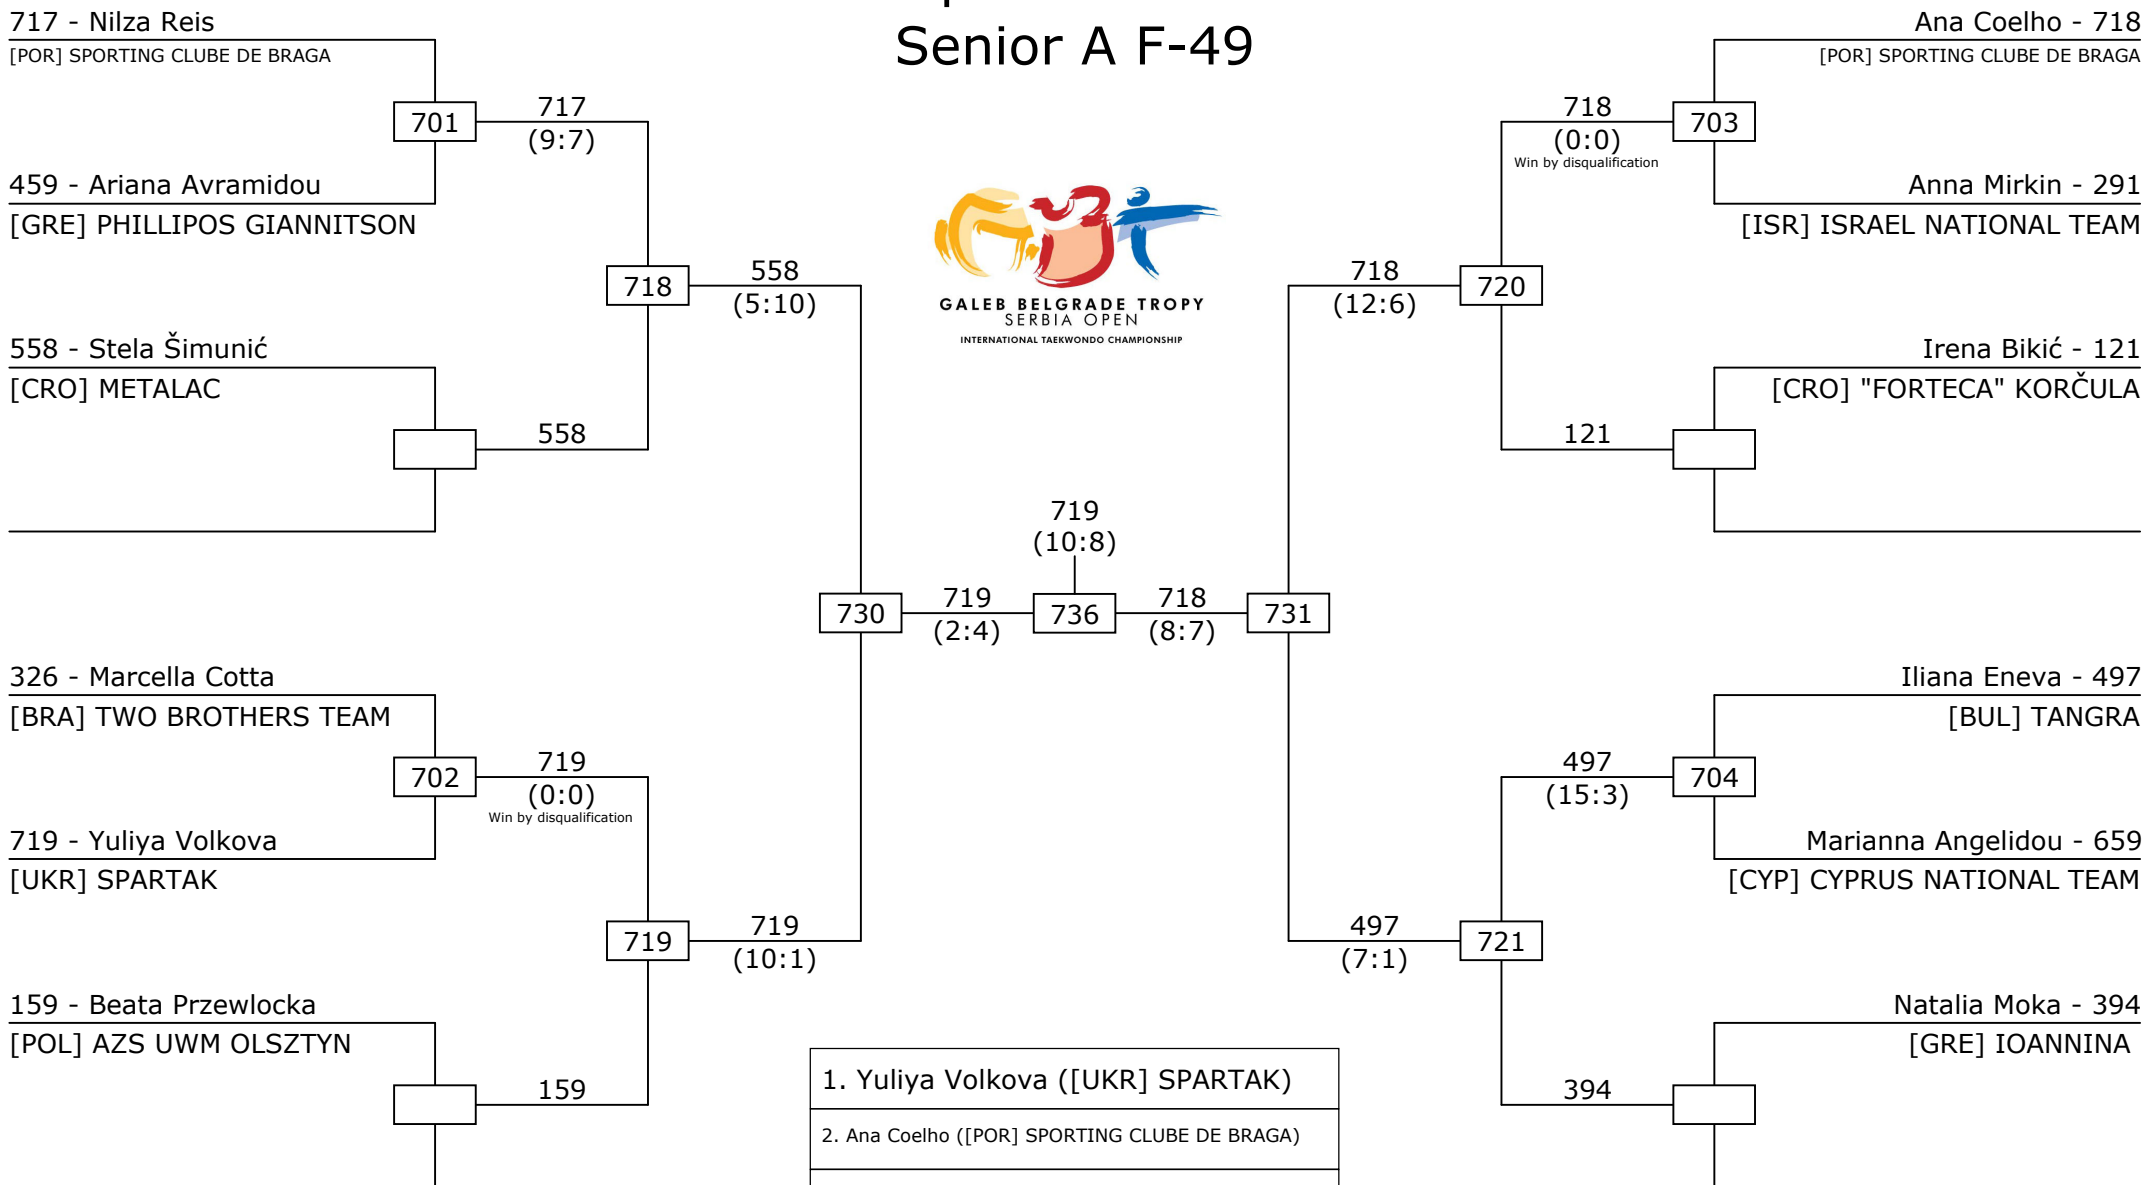 Senior A F-49
717 - Nilza Reis
[POR] SPORTING CLUBE DE BRAGA
701
717
(9:7)
459 - Ariana Avramidou
[GRE] PHILLIPOS GIANNITSON
718
558
(5:10)
558 - Stela Šimunić
[CRO] METALAC
558
326 - Marcella Cotta
[BRA] TWO BROTHERS TEAM
702
719
(0:0)
Win by disqualification
719 - Yuliya Volkova
[UKR] SPARTAK
719
719
(10:1)
159 - Beata Przewlocka
[POL] AZS UWM OLSZTYN
159
GALEB BELGRADE TROPY
SERBIA OPEN
INTERNATIONAL TAEKWONDO CHAMPIONSHIP
730
719
(2:4)
719
(10:8)
736
718
(8:7)
731
Ana Coelho - 718
[POR] SPORTING CLUBE DE BRAGA
718
(0:0)
Win by disqualification
703
Anna Mirkin - 291
[ISR] ISRAEL NATIONAL TEAM
718
(12:6)
720
Irena Bikić - 121
[CRO] "FORTECA" KORČULA
121
Iliana Eneva - 497
[BUL] TANGRA
497
(15:3)
704
Marianna Angelidou - 659
[CYP] CYPRUS NATIONAL TEAM
497
(7:1)
721
Natalia Moka - 394
[GRE] IOANNINA
394
1. Yuliya Volkova ([UKR] SPARTAK)
2. Ana Coelho ([POR] SPORTING CLUBE DE BRAGA)